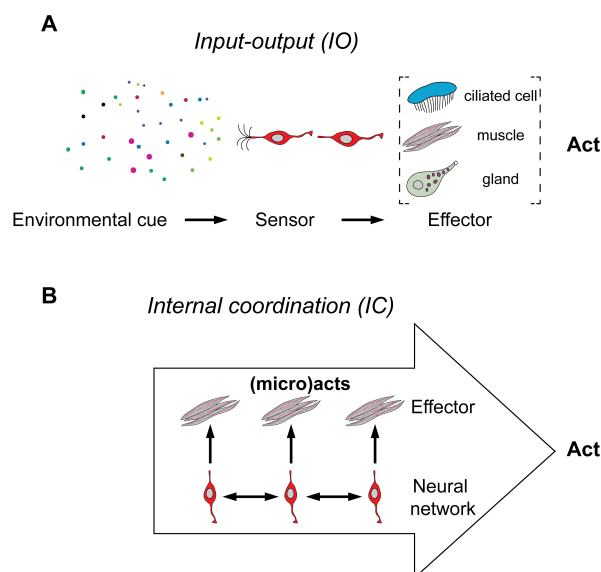 A
Input-output (IO)
ciliated cell
muscle
gland
Act
Environmental cue
Sensor
Effector
B
Internal coordination (IC)
(micro)acts
Effector
Act
Neural
network